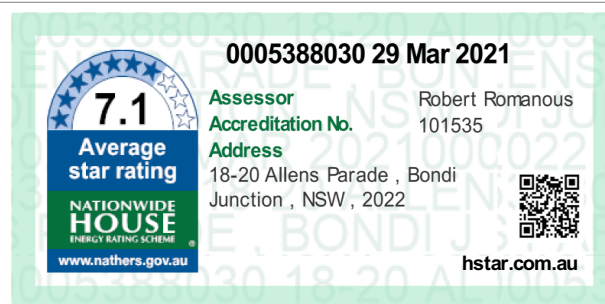 0005388030 29 Mar 2021
7.1
Average
star rating
NATIONWIDE
HOUSE
ENERGY RATING SCHEME
®
www.nathers.gov.au
Assessor Robert Romanous
Accreditation No. 101535
Address
18-20 Allens Parade , Bondi
Junction , NSW , 2022
hstar.com.au